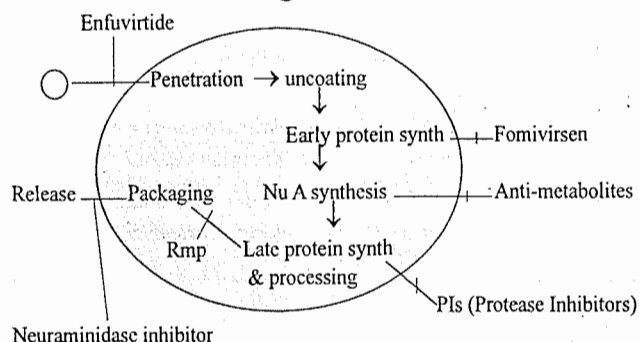 Enfuvirtide
Penetration → uncoating
Early protein synth
Fomivirsen
Release
Packaging
Nu A synthesis
Anti-metabolites
Rmp
Late protein synth
& processing
PIs (Protease Inhibitors)
Neuraminidase inhibitor